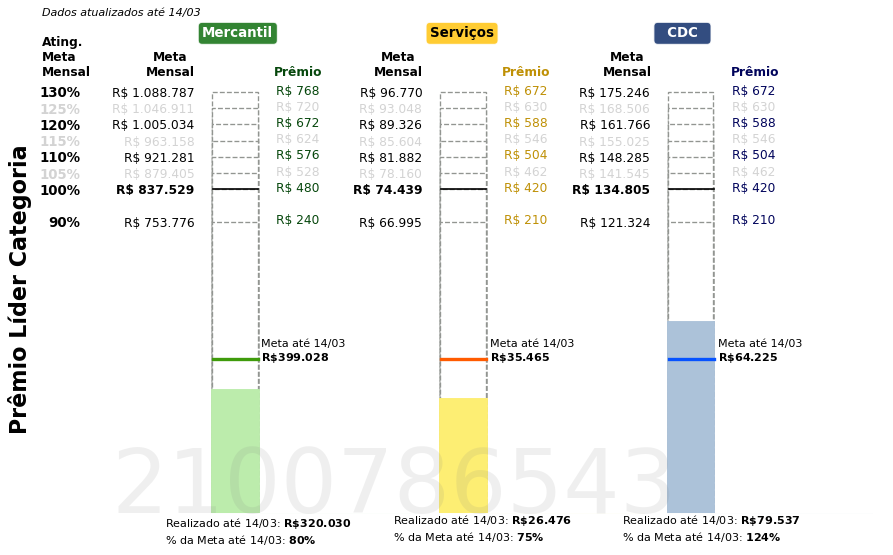 Dados atualizados até 14/03
Mercantil Serviços CDC
Ating. Meta Mensal
Meta Mensal Prêmio Meta Mensal Prêmio Meta Mensal Prêmio
130% R$ 1.088.787 R$ 768 R$ 96.770 R$ 672 R$ 175.246 R$ 672
125% R$ 1.046.911 R$ 720 R$ 93.048 R$ 630 R$ 168.506 R$ 630
120% R$ 1.005.034 R$ 672 R$ 89.326 R$ 588 R$ 161.766 R$ 588
115% R$ 963.158 R$ 624 R$ 85.604 R$ 546 R$ 155.025 R$ 546
110% R$ 921.281 R$ 576 R$ 81.882 R$ 504 R$ 148.285 R$ 504
105% R$ 879.405 R$ 528 R$ 78.160 R$ 462 R$ 141.545 R$ 462
100% R$ 837.529 R$ 480 R$ 74.439 R$ 420 R$ 134.805 R$ 420
90% R$ 753.776 R$ 240 R$ 66.995 R$ 210 R$ 121.324 R$ 210
Prêmio Líder Categoria
Meta até 14/03 Meta até 14/03 Meta até 14/03
R$399.028 R$35.465 R$64.225
2100786543
Realizado até 14/03: R$320.030 Realizado até 14/03: R$26.476 Realizado até 14/03: R$79.537
% da Meta até 14/03: 80% % da Meta até 14/03: 75% % da Meta até 14/03: 124%